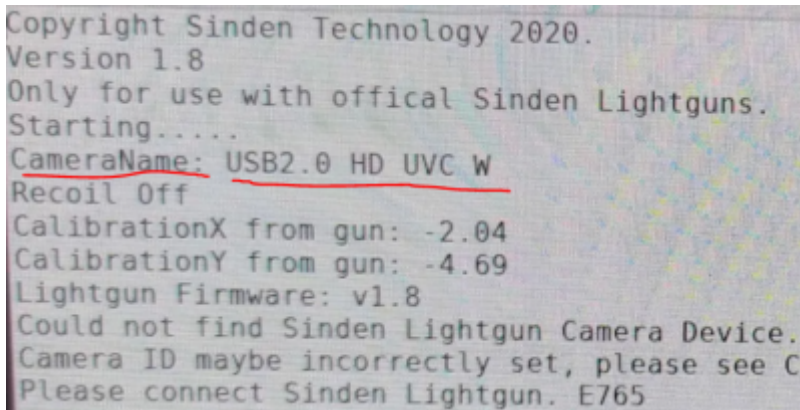 Copyright Sinden Technology 2020.
Version 1.8
Only for use with offical Sinden Lightguns.
Starting.....
CameraName: USB2.0 HD UVC W
Recoil Off
CalibrationX from gun: -2.04
CalibrationY from gun: -4.69
Lightgun Firmware: v1.8
Could not find Sinden Lightgun Camera Device.
Camera ID maybe incorrectly set, please see C
Please connect Sinden Lightgun. E765